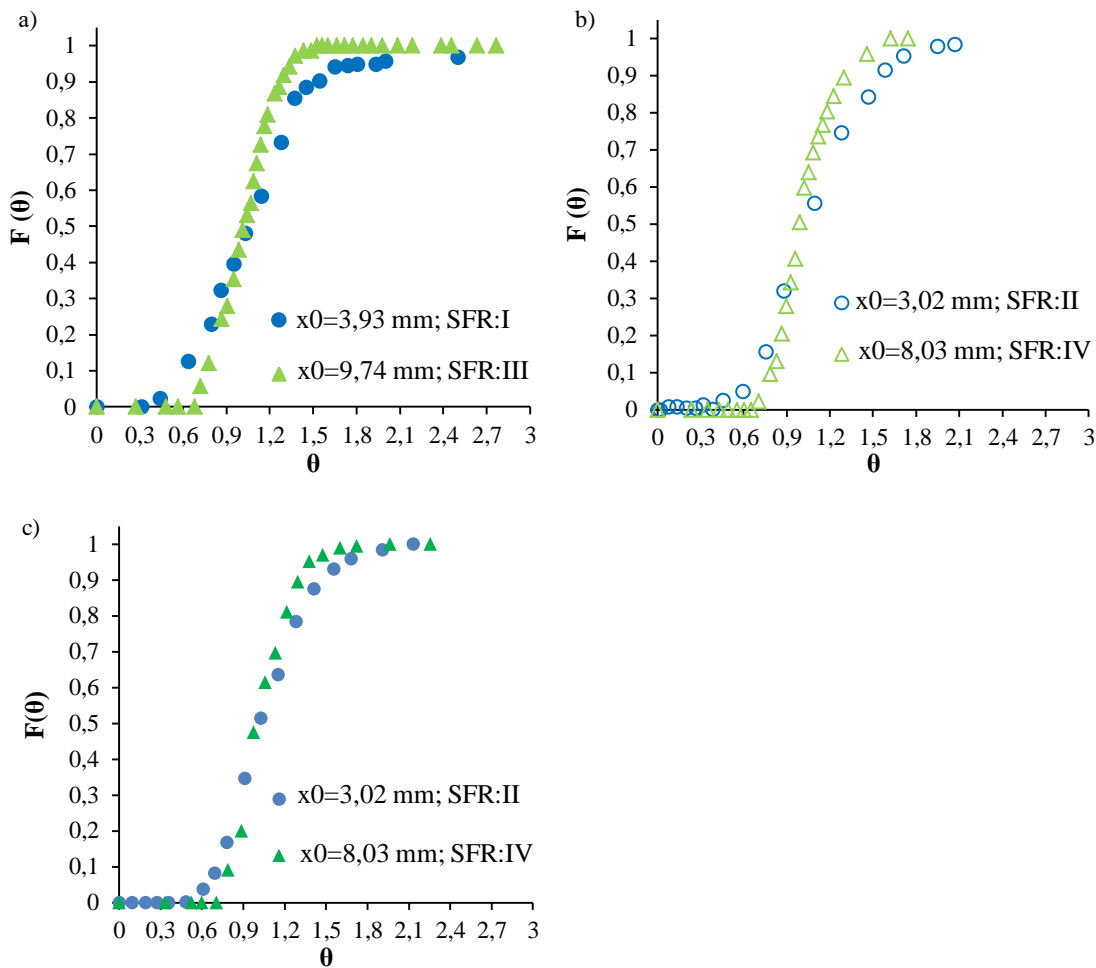 a)
1
0,9
0,8
0,7
0,6
0,5
0,4
0,3
0,2
0,1
0
F (θ)
x0=3,93 mm; SFR:I
x0=9,74 mm; SFR:III
0 0,3 0,6 0,9 1,2 1,5 1,8 2,1 2,4 2,7 3
θ
b)
1
0,9
0,8
0,7
0,6
0,5
0,4
0,3
0,2
0,1
0
F (θ)
x0=3,02 mm; SFR:II
x0=8,03 mm; SFR:IV
0 0,3 0,6 0,9 1,2 1,5 1,8 2,1 2,4 2,7 3
θ
c)
1
0,9
0,8
0,7
0,6
0,5
0,4
0,3
0,2
0,1
0
F(θ)
x0=3,02 mm; SFR:II
x0=8,03 mm; SFR:IV
0 0,3 0,6 0,9 1,2 1,5 1,8 2,1 2,4 2,7 3
θ